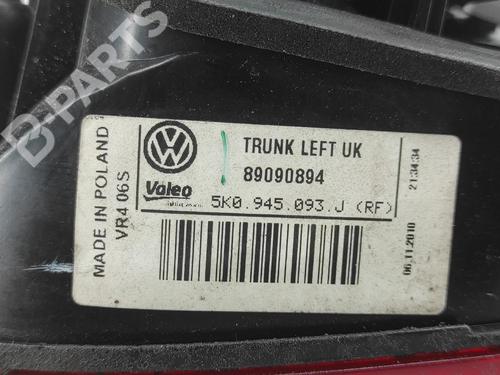 B-PARTS
MADE IN POLAND
VR4 06S
VW
TRUNK LEFT UK
89090894
Valeo
5K0.945.093.J (RF)
21:34:34
06.11.2010